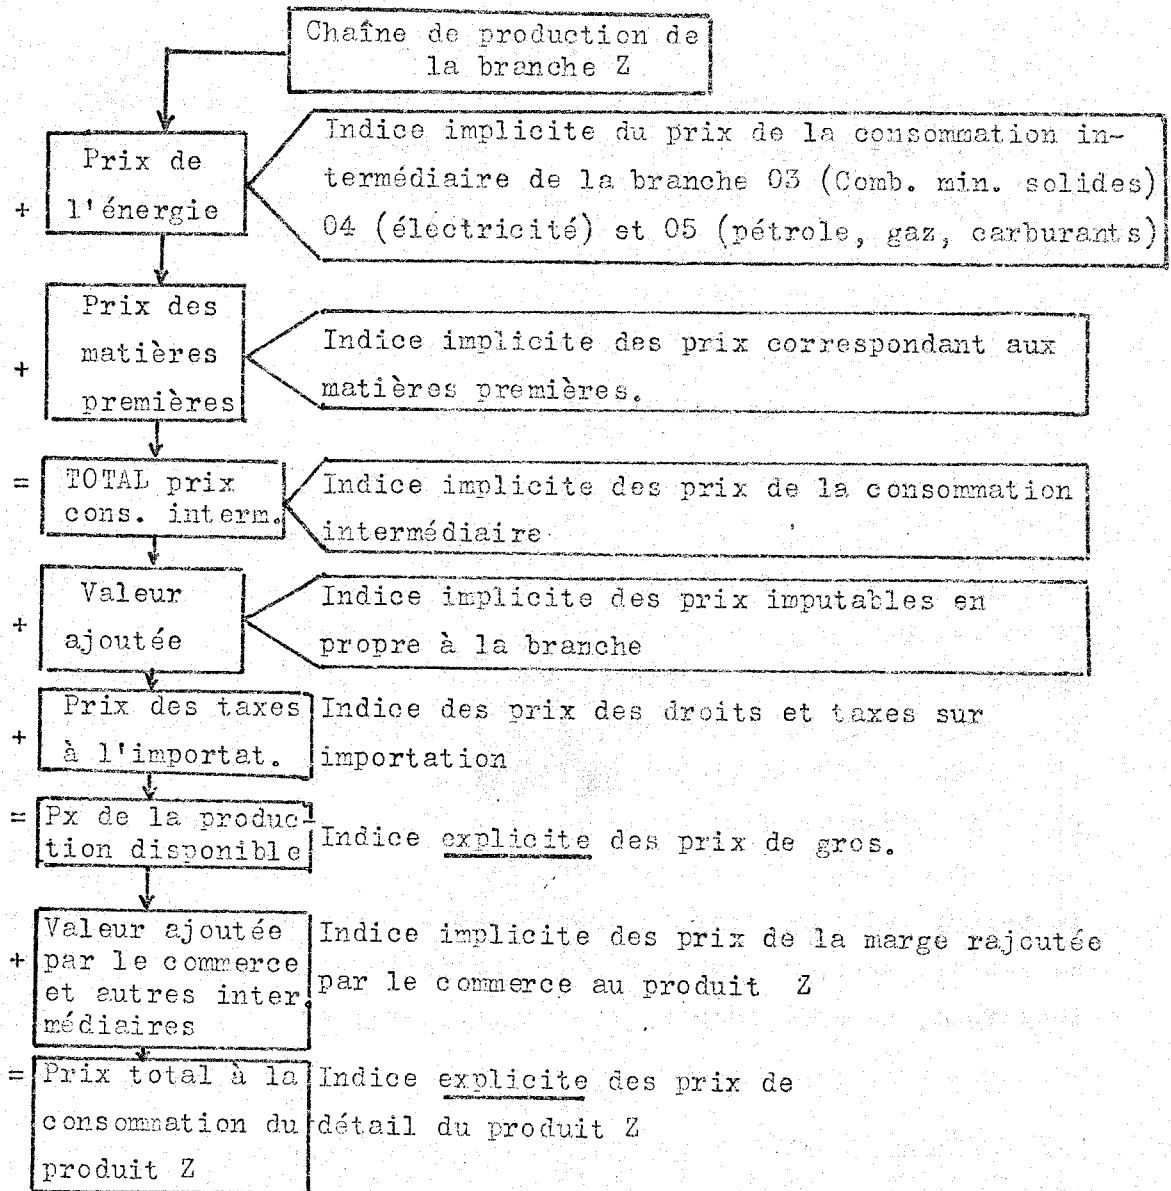 Chaîne de production de
la branche Z
Prix de
l'énergie
+
Indice implicite du prix de la consommation in-
termédiaire de la branche 03 (Comb. min. solides)
04 (électricité) et 05 (pétrole, gaz, carburants)
Prix des
matières
premières
+
Indice implicite des prix correspondant aux
matières premières.
=
TOTAL prix
cons. interm.
Indice implicite des prix de la consommation
intermédiaire
Valeur
ajoutée
+
Indice implicite des prix imputables en
propre à la branche
Prix des taxes
à l'importat.
+
Indice des prix des droits et taxes sur
importation
=
Px de la produc-
tion disponible
Indice explicite des prix de gros.
Valeur ajoutée
par le commerce
et autres inter.
médiaires
+
Indice implicite des prix de la marge rajoutée
par le commerce au produit Z
=
Prix total à la
consommation du
produit Z
Indice explicite des prix de
détail du produit Z